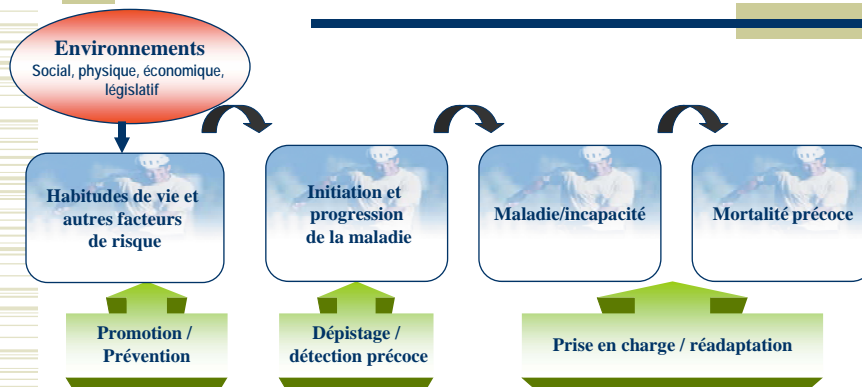 Environnements
Social, physique, économique,
législatif
Habitudes de vie et
autres facteurs
de risque
Initiation et
progression
de la maladie
Maladie/incapacité
Mortalité précoce
Promotion /
Prévention
Dépistage /
détection précoce
Prise en charge / réadaptation